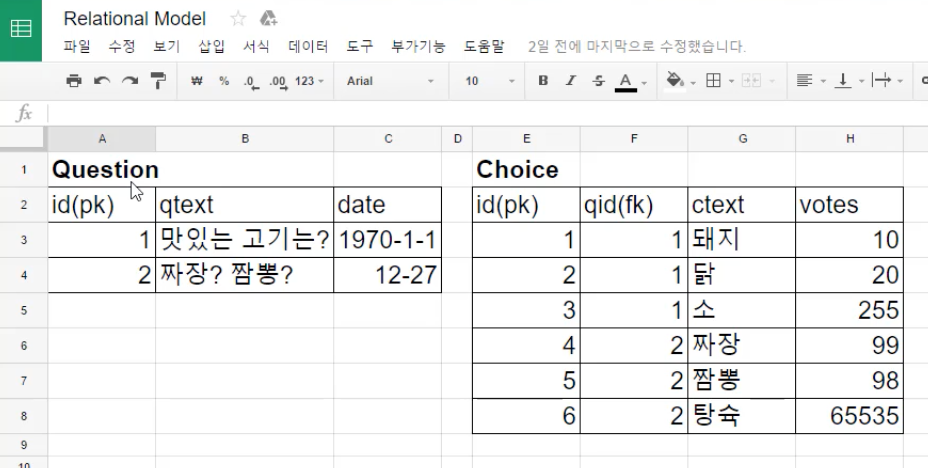 Relational Model
파일 수정 보기 삽입 서식 데이터 도구 부가기능 도움말 2일 전에 마지막으로 수정했습니다.
₩ % .0 .00 123 Arial 10 B I S A
fx
A B C D E F G H
1 Question Choice
2 id(pk) qtext date id(pk) qid(fk) ctext votes
3 1 맛있는 고기는? 1970-1-1 1 1 돼지 10
4 2 짜장? 짬뽕? 12-27 2 1 닭 20
5 3 1 소 255
6 4 2 짜장 99
7 5 2 짬뽕 98
8 6 2 탕슉 65535
9
10